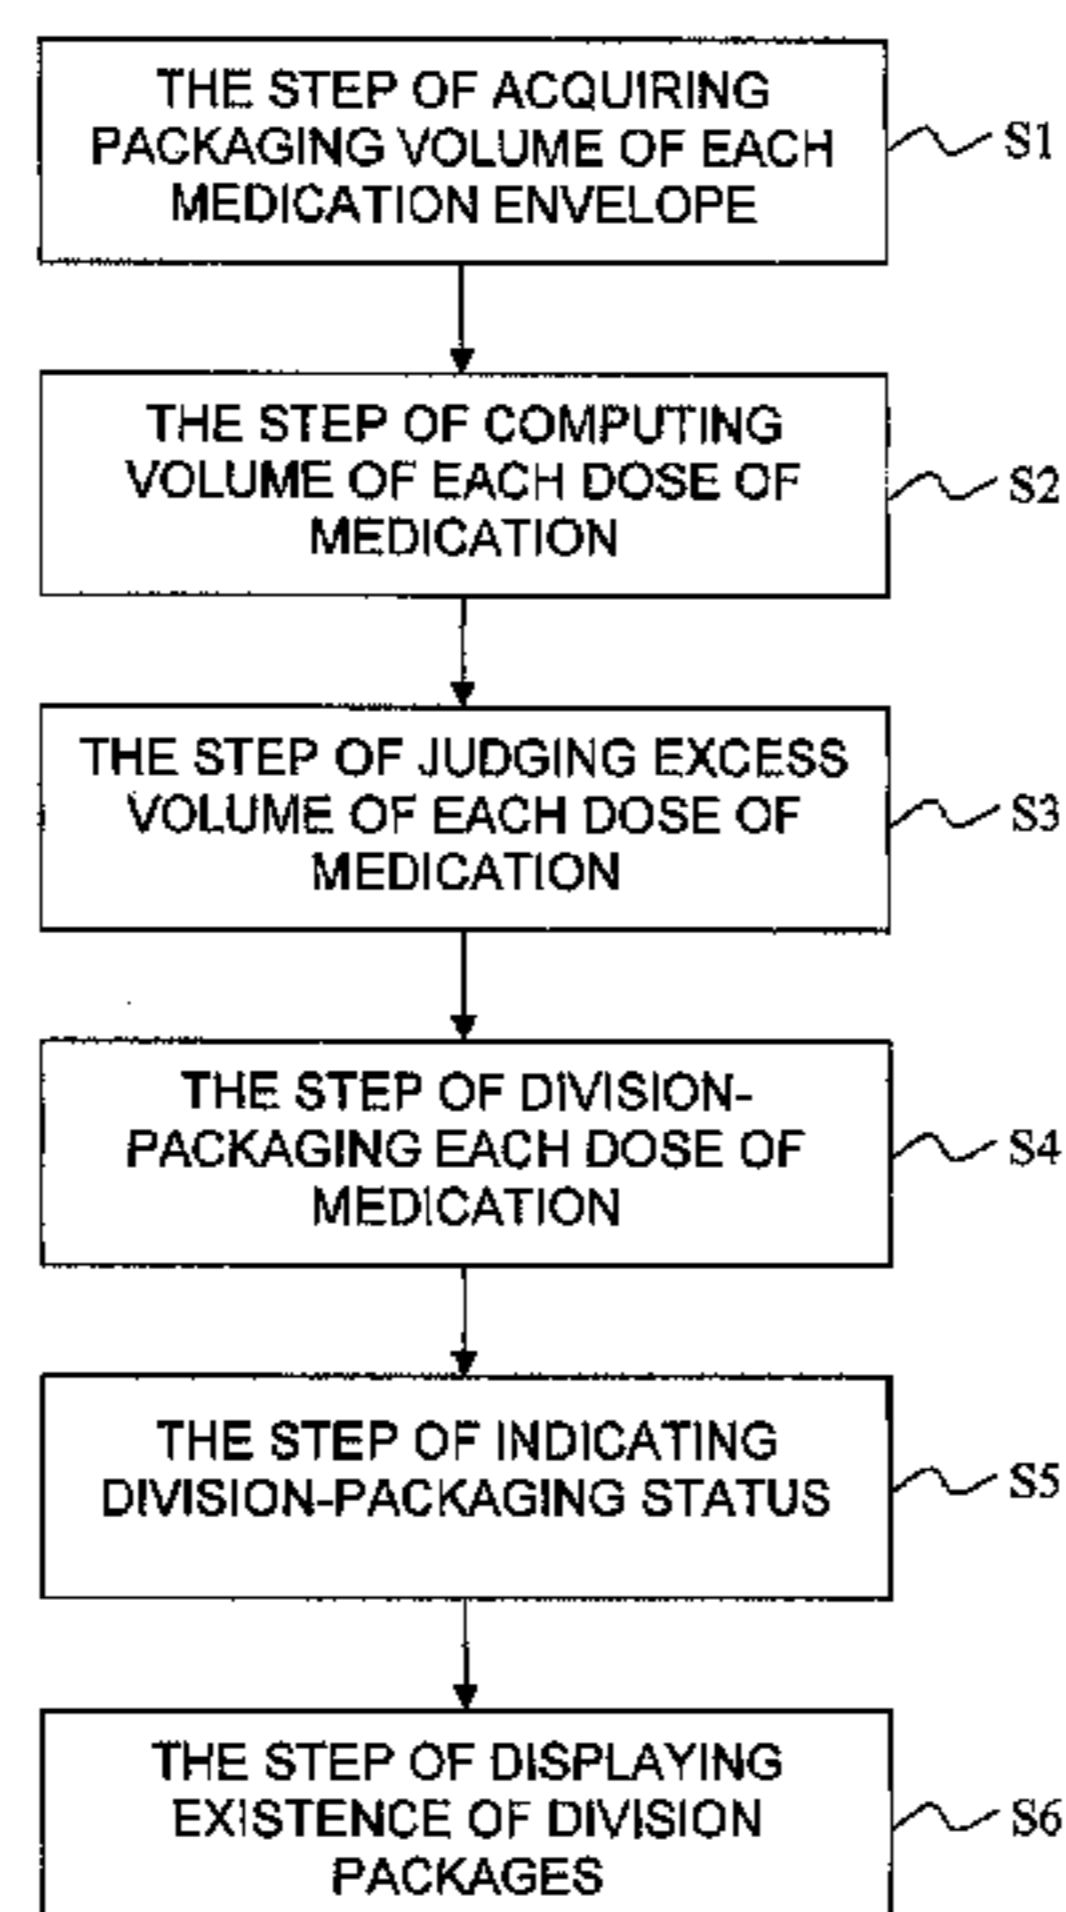 THE STEP OF ACQUIRING
PACKAGING VOLUME OF EACH
MEDICATION ENVELOPE
S1
THE STEP OF COMPUTING
VOLUME OF EACH DOSE OF
MEDICATION
S2
THE STEP OF JUDGING EXCESS
VOLUME OF EACH DOSE OF
MEDICATION
S3
THE STEP OF DIVISION-
PACKAGING EACH DOSE OF
MEDICATION
S4
THE STEP OF INDICATING
DIVISION-PACKAGING STATUS
S5
THE STEP OF DISPLAYING
EXISTENCE OF DIVISION
PACKAGES
S6